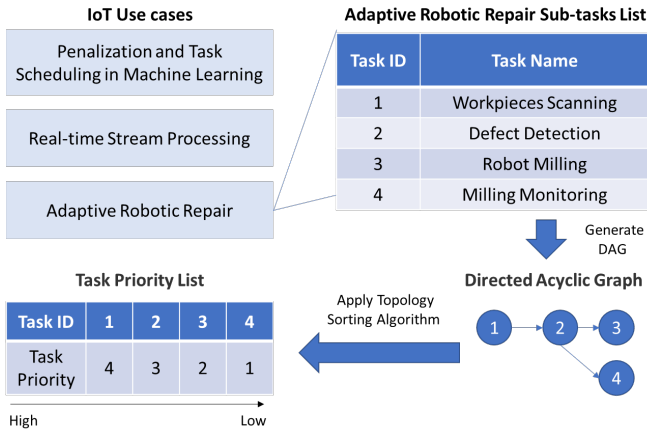 IoT Use cases
Penalization and Task
Scheduling in Machine Learning
Real-time Stream Processing
Adaptive Robotic Repair
Adaptive Robotic Repair Sub-tasks List
Task ID Task Name
1 Workpieces Scanning
2 Defect Detection
3 Robot Milling
4 Milling Monitoring
Generate
DAG
Directed Acyclic Graph
1 2 3
4
Apply Topology
Sorting Algorithm
Task Priority List
Task ID 1 2 3 4
Task
Priority 4 3 2 1
High Low